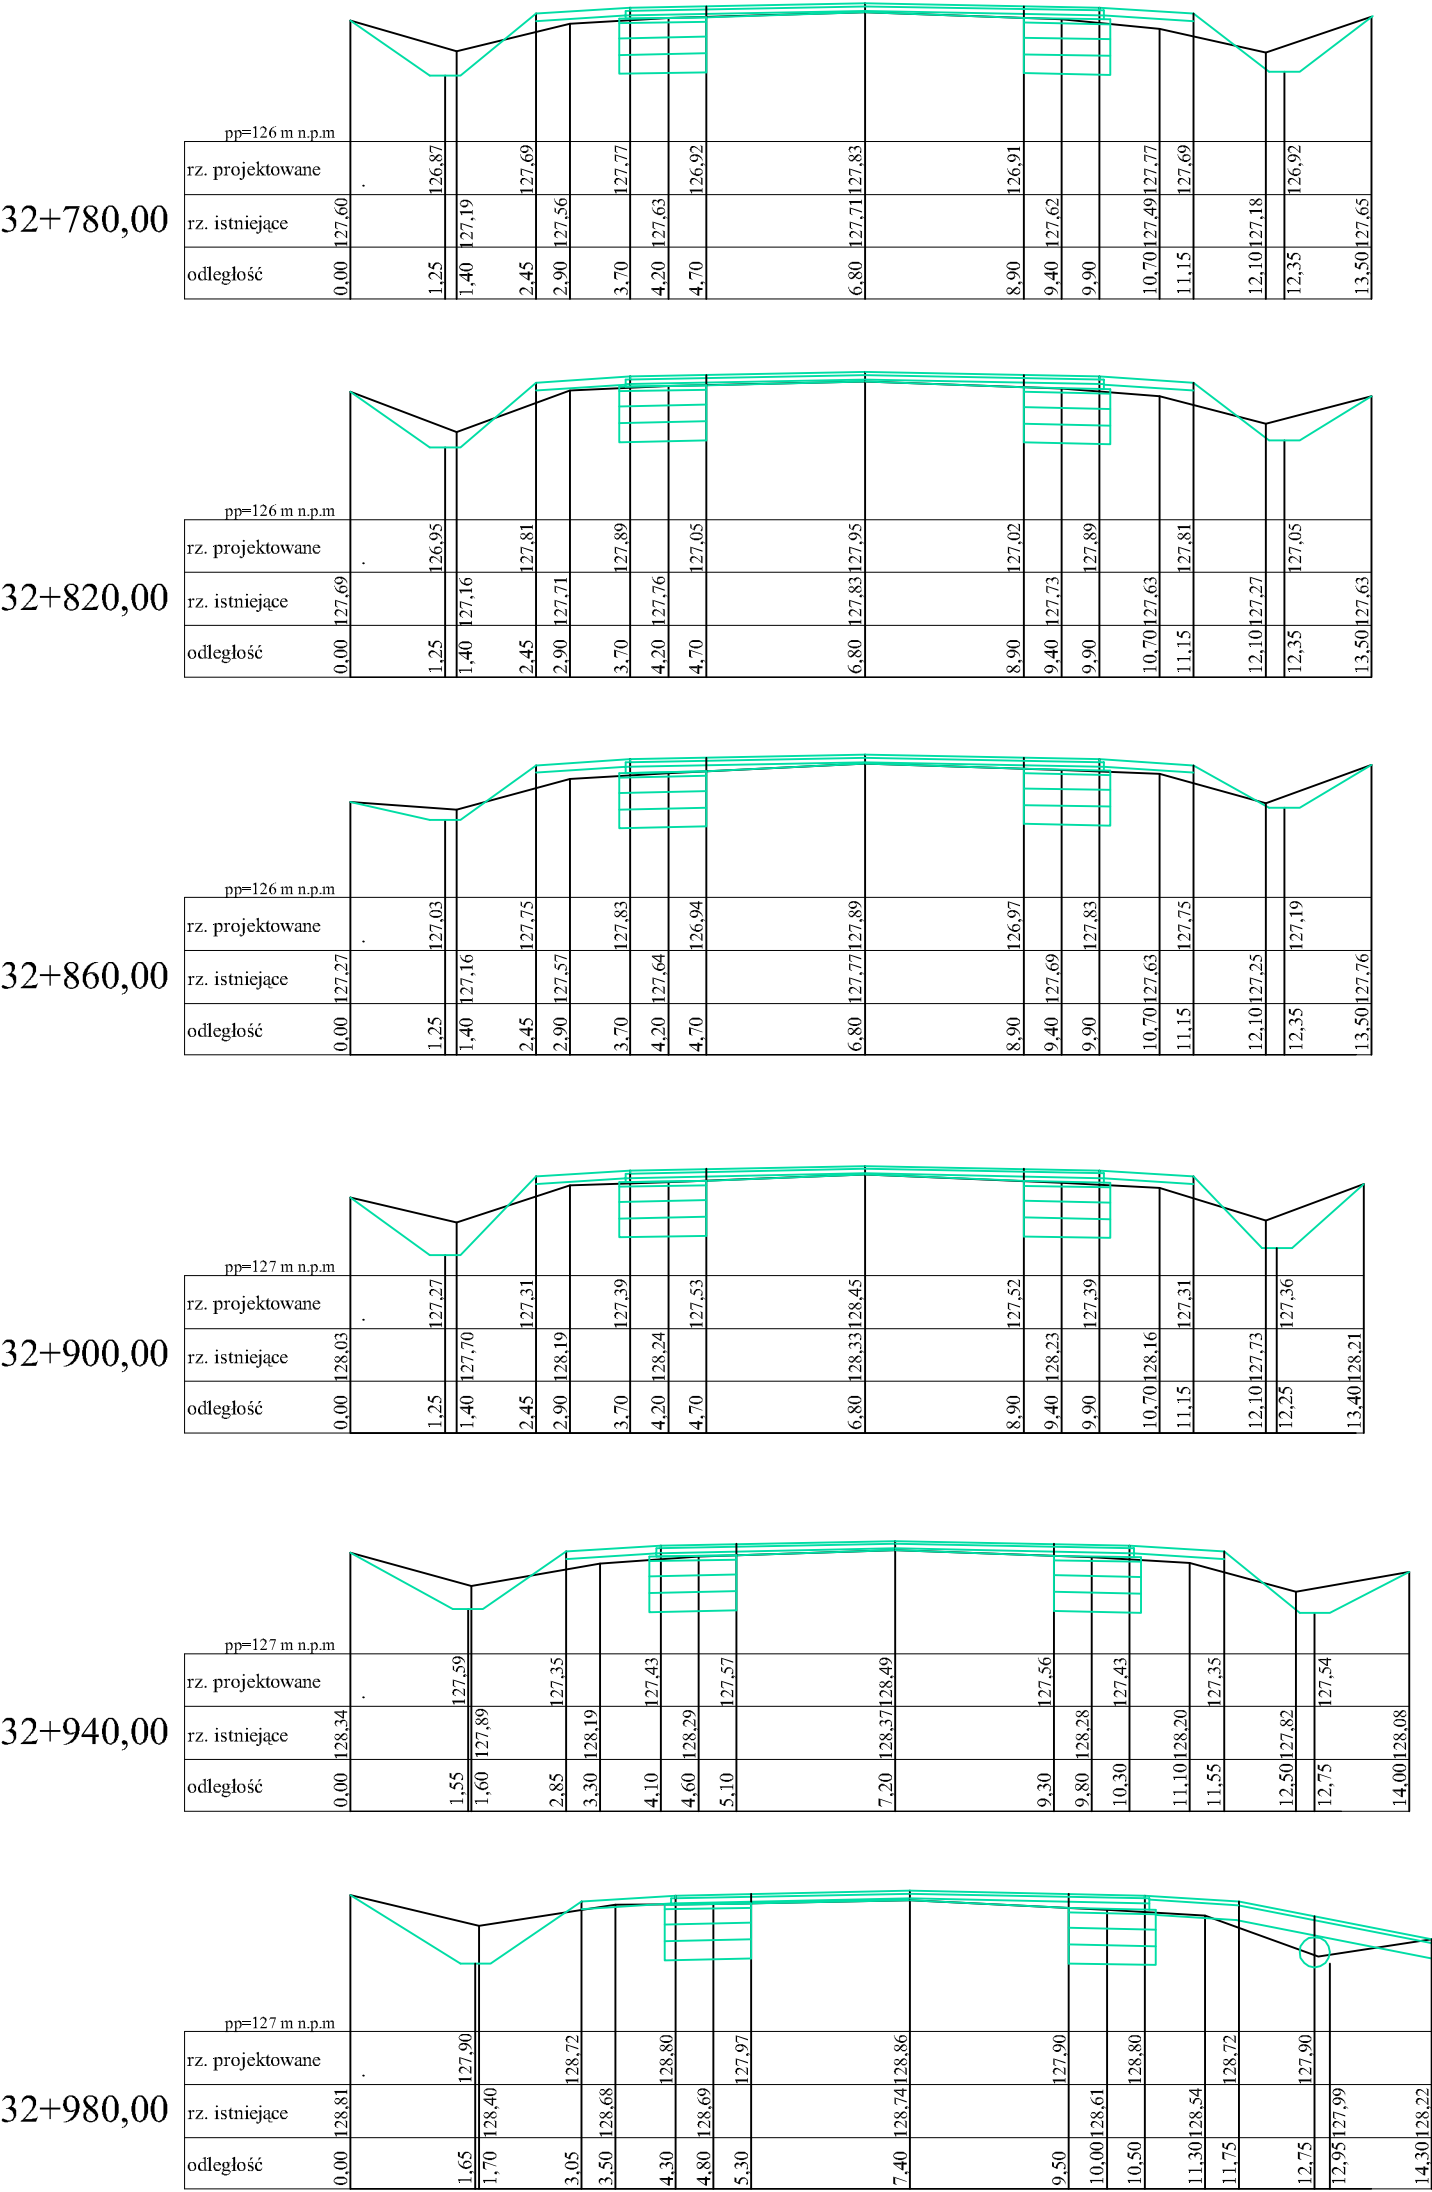 pp=126 m n.p.m
rz. projektowane . 126,87 127,69 127,77 126,92 127,83 126,91 127,77 127,69 126,92
32+780,00
rz. istniejące 127,60 127,19 127,56 127,63 127,71 127,62 127,49 127,18 127,65
odległość 0,00 1,25 1,40 2,45 2,90 3,70 4,20 4,70 6,80 8,90 9,40 9,90 10,70 11,15 12,10 12,35 13,50
pp=126 m n.p.m
rz. projektowane . 126,95 127,81 127,89 127,05 127,95 127,02 127,89 127,81 127,05
32+820,00
rz. istniejące 127,69 127,16 127,71 127,76 127,83 127,73 127,63 127,27 127,63
odległość 0,00 1,25 1,40 2,45 2,90 3,70 4,20 4,70 6,80 8,90 9,40 9,90 10,70 11,15 12,10 12,35 13,50
pp=126 m n.p.m
rz. projektowane . 127,03 127,75 127,83 126,94 127,89 126,97 127,83 127,75 127,19
32+860,00
rz. istniejące 127,27 127,16 127,57 127,64 127,77 127,69 127,63 127,25 127,76
odległość 0,00 1,25 1,40 2,45 2,90 3,70 4,20 4,70 6,80 8,90 9,40 9,90 10,70 11,15 12,10 12,35 13,50
pp=127 m n.p.m
rz. projektowane . 127,27 127,31 127,39 127,53 128,45 127,52 127,39 127,31 127,36
32+900,00
rz. istniejące 128,03 127,70 128,19 128,24 128,33 128,23 128,16 127,73 128,21
odległość 0,00 1,25 1,40 2,45 2,90 3,70 4,20 4,70 6,80 8,90 9,40 9,90 10,70 11,15 12,10 12,25 13,40
pp=127 m n.p.m
rz. projektowane . 127,59 127,35 127,43 127,57 128,49 127,56 127,43 127,35 127,54
32+940,00
rz. istniejące 128,34 127,89 128,19 128,29 128,37 128,28 128,20 127,82 128,08
odległość 0,00 1,55 1,60 2,85 3,30 4,10 4,60 5,10 7,20 9,30 9,80 10,30 11,10 11,55 12,50 12,75 14,00
pp=127 m n.p.m
rz. projektowane . 127,90 128,72 128,80 127,97 128,86 127,90 128,80 128,72 127,90
32+980,00
rz. istniejące 128,81 128,40 128,68 128,69 128,74 128,61 128,54 127,99 128,22
odległość 0,00 1,65 1,70 3,05 3,50 4,30 4,80 5,30 7,40 9,50 10,00 10,50 11,30 11,75 12,75 12,95 14,30